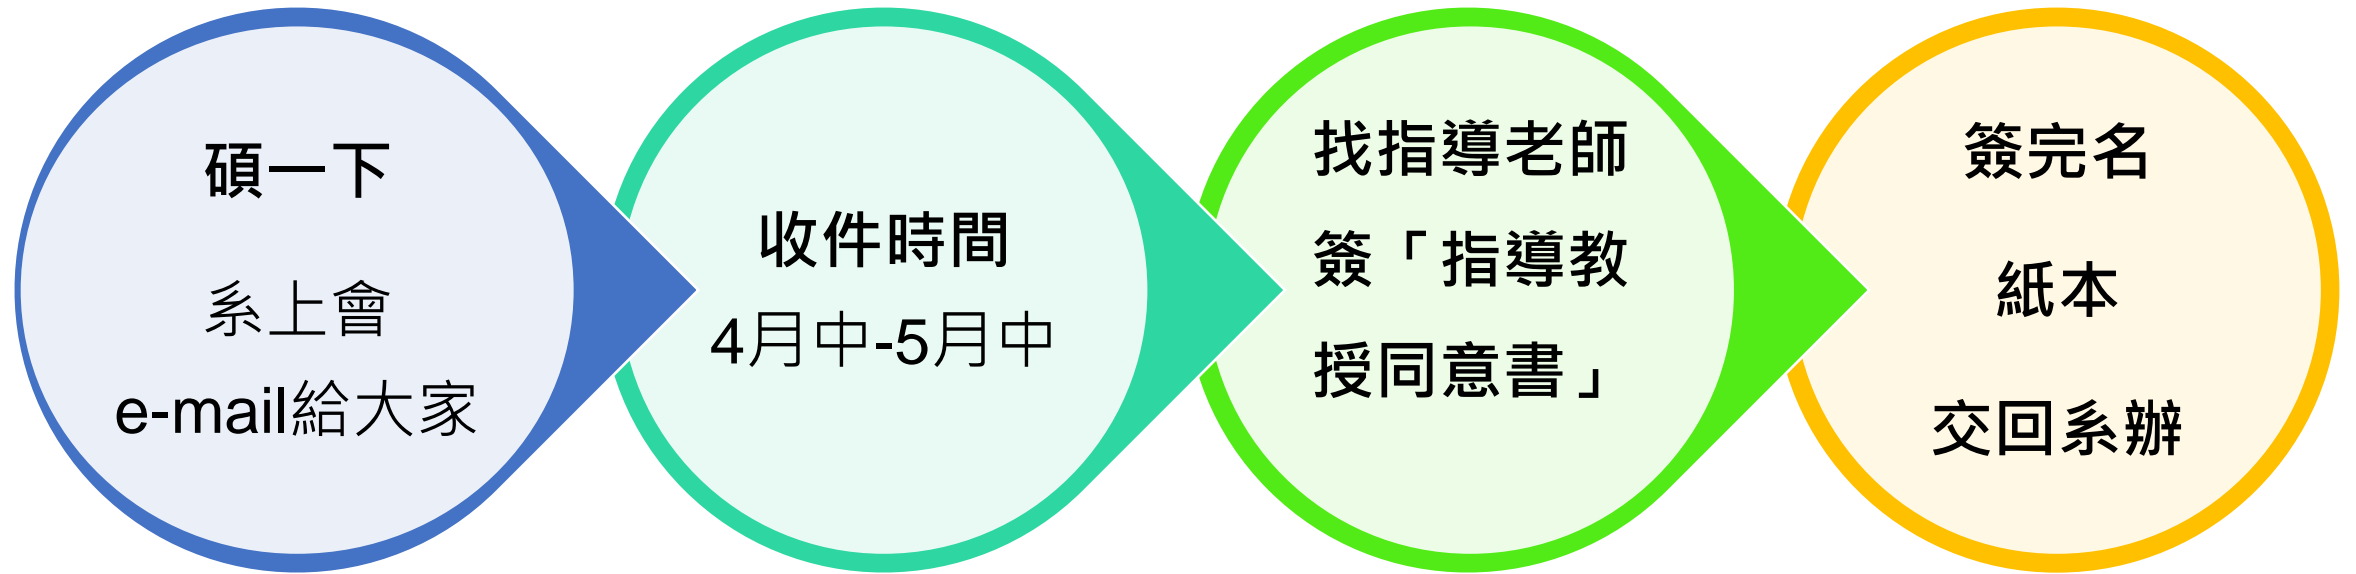 碩一下
系上會
e-mail給大家
收件時間
4月中-5月中
找指導老師
簽「指導教
授同意書」
簽完名
紙本
交回系辦